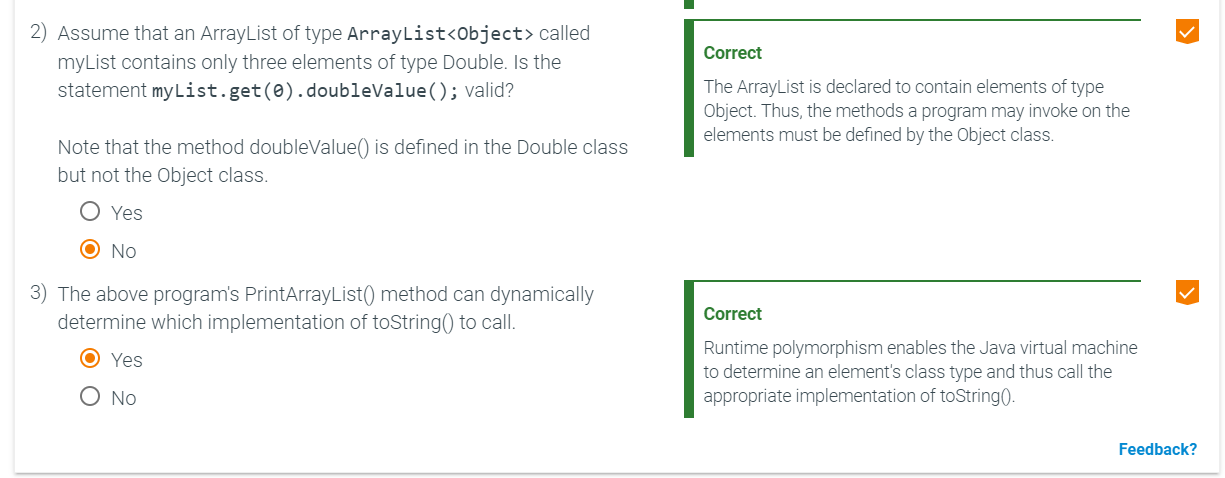 2) Assume that an ArrayList of type ArrayList<Object> called
myList contains only three elements of type Double. Is the
statement myList.get(0).doubleValue(); valid?
Note that the method doubleValue() is defined in the Double class
but not the Object class.
Yes
No
Correct
The ArrayList is declared to contain elements of type
Object. Thus, the methods a program may invoke on the
elements must be defined by the Object class.
3) The above program's PrintArrayList() method can dynamically
determine which implementation of toString() to call.
Yes
No
Correct
Runtime polymorphism enables the Java virtual machine
to determine an element's class type and thus call the
appropriate implementation of toString().
Feedback?